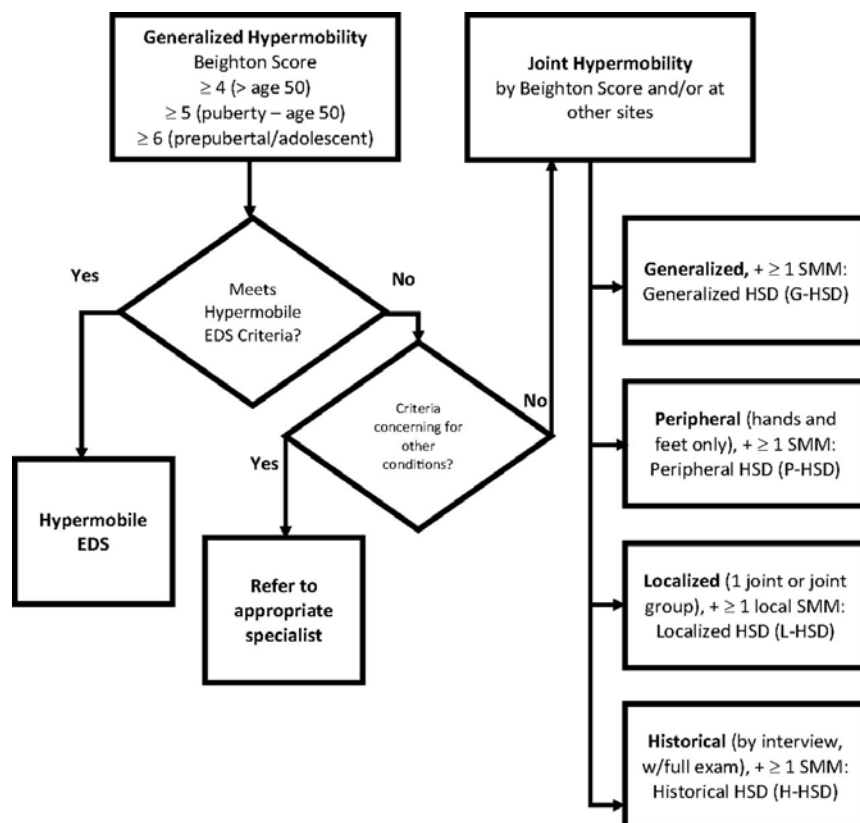 Generalized Hypermobility
Beighton Score
≥ 4 (> age 50)
≥ 5 (puberty – age 50)
≥ 6 (prepubertal/adolescent)
Joint Hypermobility
by Beighton Score and/or at
other sites
Yes
Meets
Hypermobile
EDS Criteria?
No
Criteria
concerning for
other
conditions?
No
Yes
Hypermobile
EDS
Refer to
appropriate
specialist
Generalized, + ≥ 1 SMM:
Generalized HSD (G-HSD)
Peripheral (hands and
feet only), + ≥ 1 SMM:
Peripheral HSD (P-HSD)
Localized (1 joint or joint
group), + ≥ 1 local SMM:
Localized HSD (L-HSD)
Historical (by interview,
w/full exam), + ≥ 1 SMM:
Historical HSD (H-HSD)